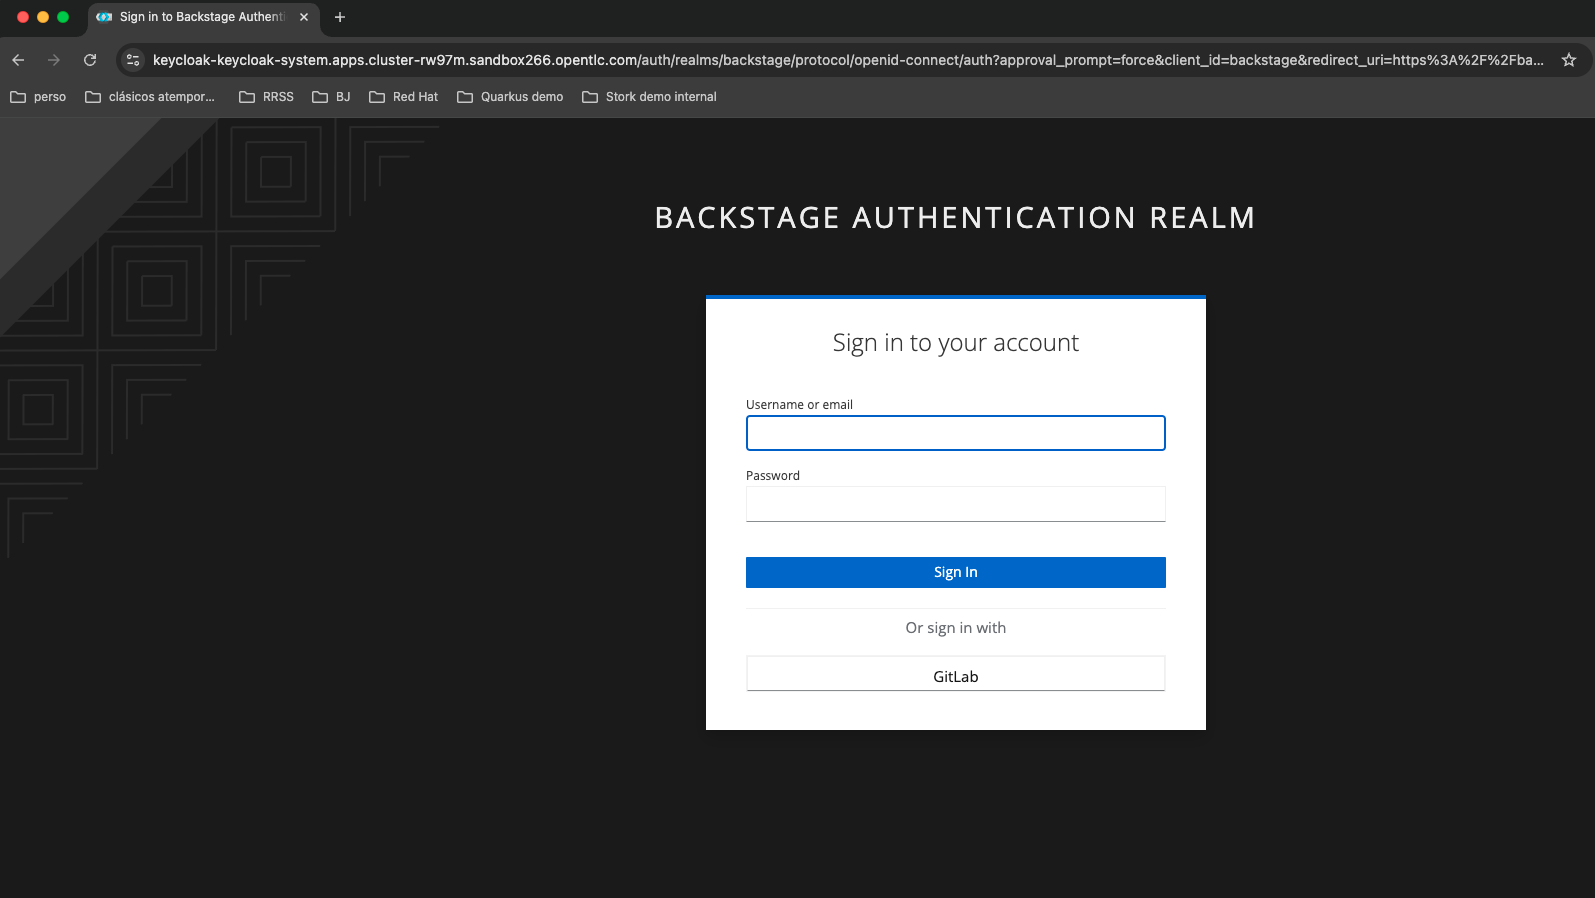 Sign in to Backstage Authenti
keycloak-keycloak-system.apps.cluster-rw97m.sandbox266.opentlc.com/auth/realms/backstage/protocol/openid-connect/auth?approval_prompt=force&client_id=backstage&redirect_uri=https%3A%2F%2Fba...
perso clásicos atempor... RRSS BJ Red Hat Quarkus demo Stork demo internal
BACKSTAGE AUTHENTICATION REALM
Sign in to your account
Username or email
Password
Sign In
Or sign in with
GitLab